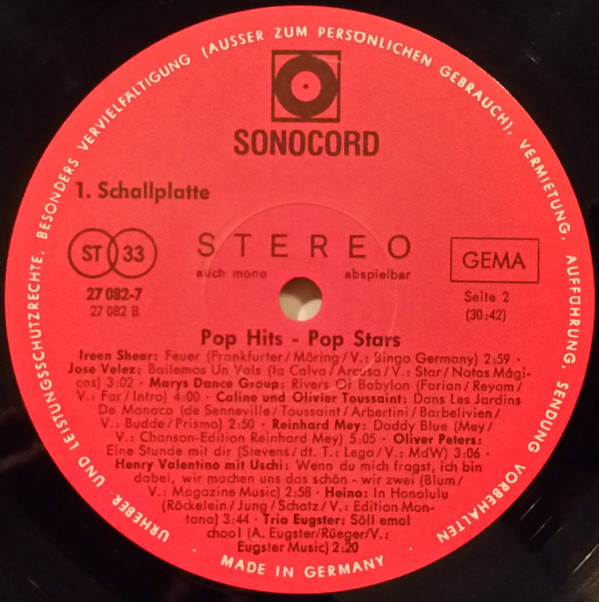 URHEBER UND LEISTUNGSSCHUTZRECHTE, BESONDERS VERVIELFÄLTIGUNG (AUSSER ZUM PERSÖNLICHEN GEBRAUCH), VERMIETUNG, AUFFÜHRUNG, SENDUNG VORBEHALTEN
SONOCORD
1. Schallplatte
ST 33
STEREO
auch mono abspielbar
GEMA
27 082-7
27 082 B
Seite 2
(30:42)
Pop Hits - Pop Stars
Ireen Sheer: Feuer (Frankfurter/Möring/V.: Bingo Germany) 2:59 ·
Jose Velez: Bailemos Un Vals (la Calva/Arcusa/V.: Star/Notas Mági-
cas) 3:02 · Marys Dance Group: Rivers Of Babylon (Farian/Reyam/
V.: Far/Intro) 4:00 · Caline und Olivier Toussaint: Dans Les Jardins
De Monaca (de Senneville/Toussaint/Arbertini/Barbelivien/
V.: Budde/Prisma) 2:50 · Reinhard Mey: Daddy Blue (Mey/
V.: Chanson-Edition Reinhard Mey) 5:05 · Oliver Peters:
Eine Stunde mit dir (Stevens/dt. T.: Lego/V.: MdW) 3:06 ·
Henry Valentino mit Uschi: Wenn du mich fragst, ich bin
dabei, wir machen uns das schön - wir zwei (Blum/
V.: Magazine Music) 2:58 · Heino: In Honolulu
(Röckelein/Jung/Schatz/V.: Edition Mon-
tana) 3:44 · Trio Eugster: Söll emal
choo! (A. Eugster/Rüeger/V.:
Eugster Music) 2:20
MADE IN GERMANY